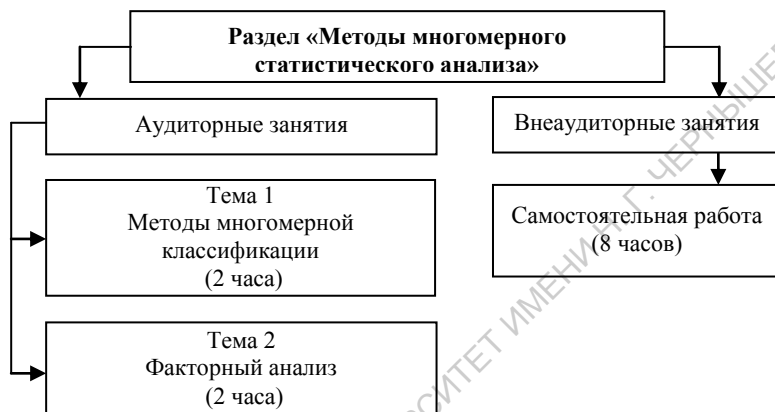 Раздел «Методы многомерного
статистического анализа»
Аудиторные занятия
Внеаудиторные занятия
Тема 1
Методы многомерной
классификации
(2 часа)
Самостоятельная работа
(8 часов)
Тема 2
Факторный анализ
(2 часа)
ИМЕНИ Н. Г.